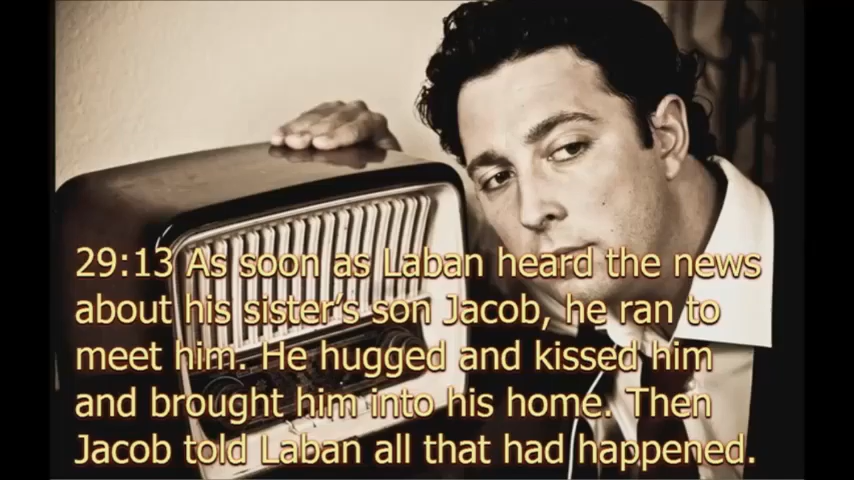 29:13 As soon as Laban heard the news
about his sister's son Jacob, he ran to
meet him. He hugged and kissed him
and brought him into his home. Then
Jacob told Laban all that had happened.